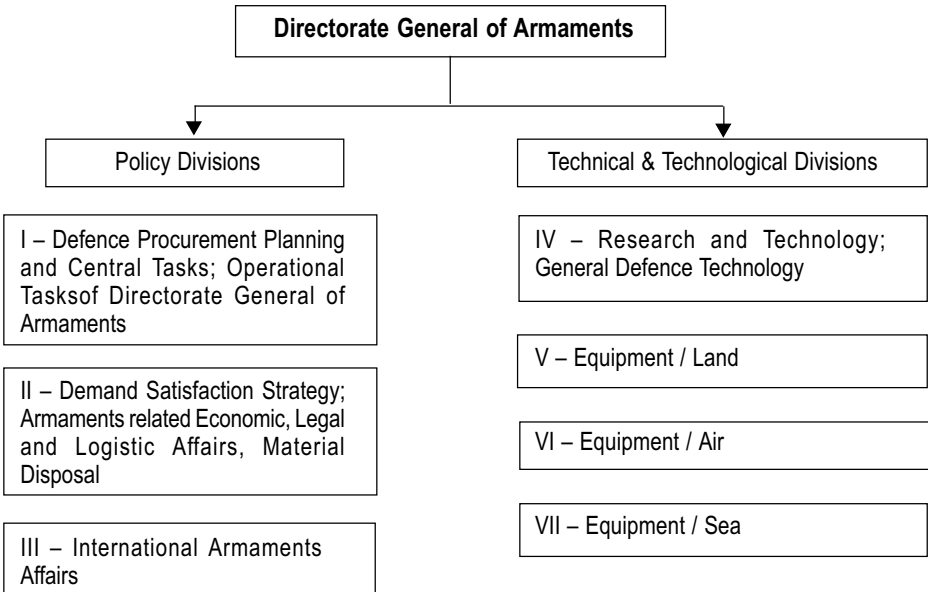 Directorate General of Armaments
Policy Divisions
I – Defence Procurement Planning
and Central Tasks; Operational
Tasksof Directorate General of
Armaments
II – Demand Satisfaction Strategy;
Armaments related Economic, Legal
and Logistic Affairs, Material
Disposal
III – International Armaments
Affairs
Technical & Technological Divisions
IV – Research and Technology;
General Defence Technology
V – Equipment / Land
VI – Equipment / Air
VII – Equipment / Sea